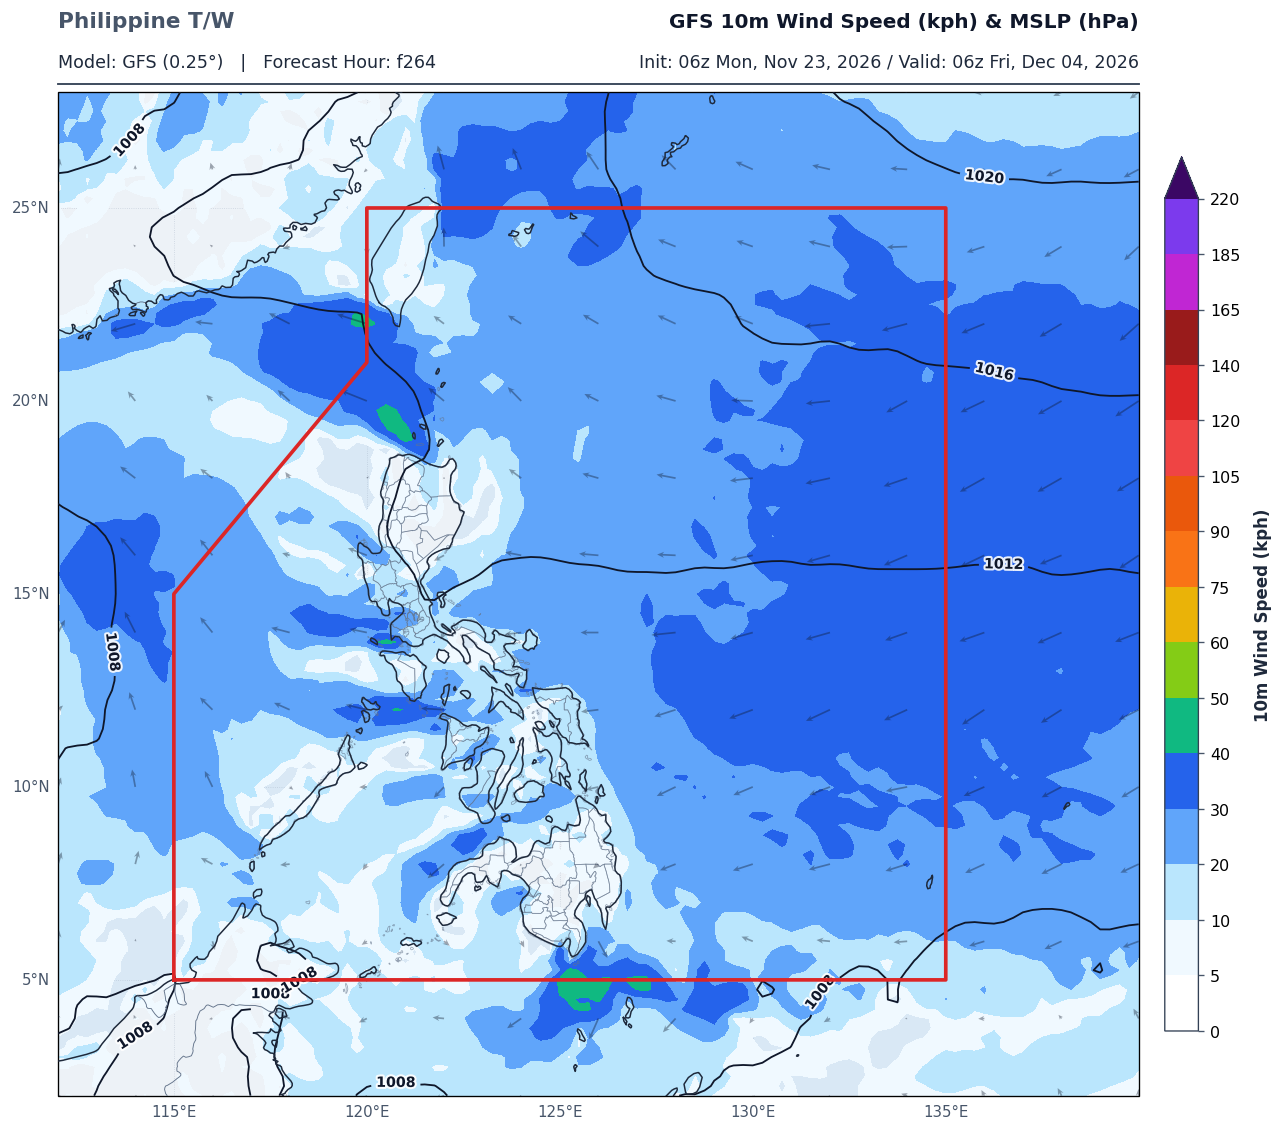 Philippine T/W
GFS 10m Wind Speed (kph) & MSLP (hPa)
Model: GFS (0.25°) | Forecast Hour: f264
Init: 06z Mon, Nov 23, 2026 / Valid: 06z Fri, Dec 04, 2026
1008
1020
1016
1012
1008
1008
1008
1008
1008
1008
25°N
20°N
15°N
10°N
5°N
115°E
120°E
125°E
130°E
135°E
220
185
165
140
120
105
90
75
60
50
40
30
20
10
5
0
10m Wind Speed (kph)